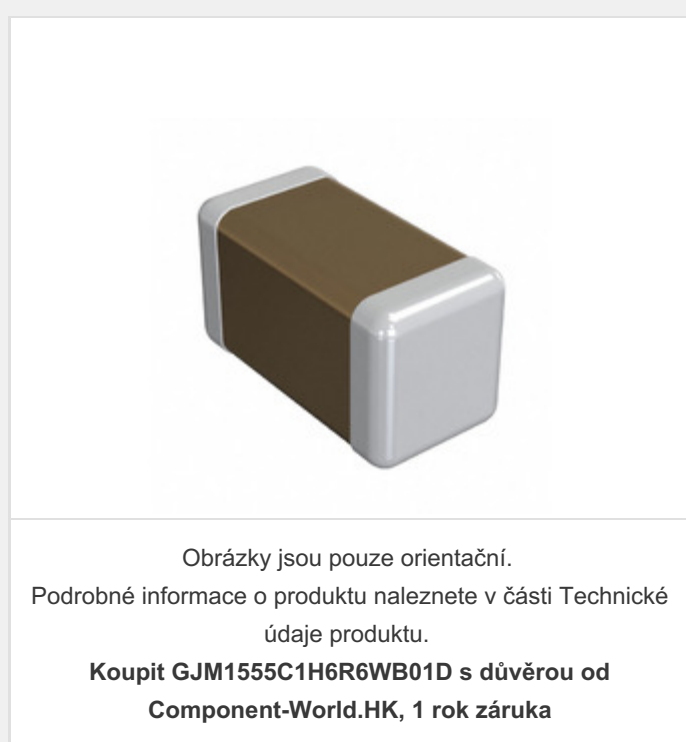 Obrázky jsou pouze orientační.
Podrobné informace o produktu naleznete v části Technické
údaje produktu.
Koupit GJM1555C1H6R6WB01D s důvěrou od
Component-World.HK, 1 rok záruka